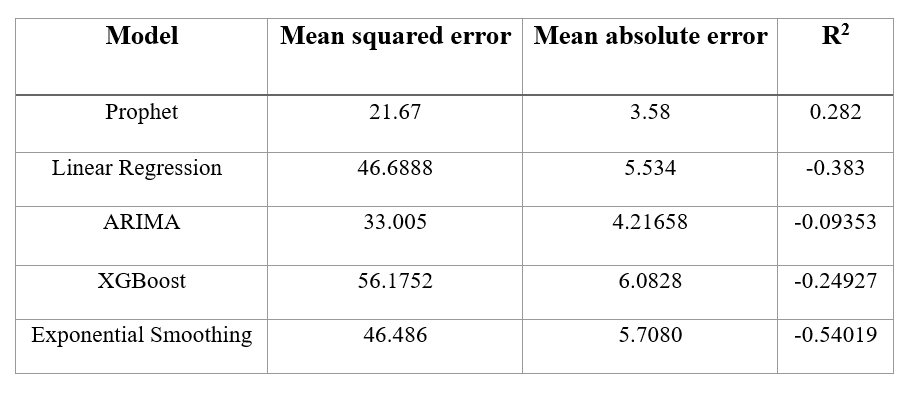 Model Mean squared error Mean absolute error R²
Prophet 21.67 3.58 0.282
Linear Regression 46.6888 5.534 -0.383
ARIMA 33.005 4.21658 -0.09353
XGBoost 56.1752 6.0828 -0.24927
Exponential Smoothing 46.486 5.7080 -0.54019